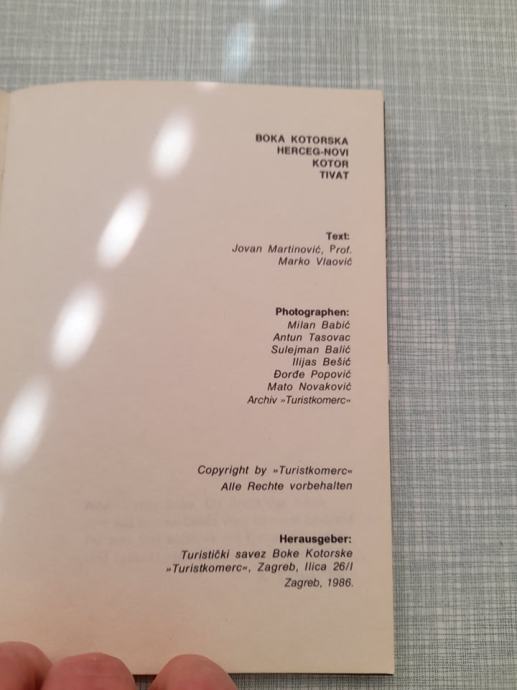 BOKA KOTORSKA
HERCEG-NOVI
KOTOR
TIVAT
Text:
Jovan Martinović, Prof.
Marko Vlaović
Photographen:
Milan Babić
Antun Tasovac
Sulejman Balić
Ilijas Bešić
Đorđe Popović
Mato Novaković
Archiv »Turistkomerc«
Copyright by »Turistkomerc«
Alle Rechte vorbehalten
Herausgeber:
Turistički savez Boke Kotorske
»Turistkomerc«, Zagreb, Ilica 26/I
Zagreb, 1986.